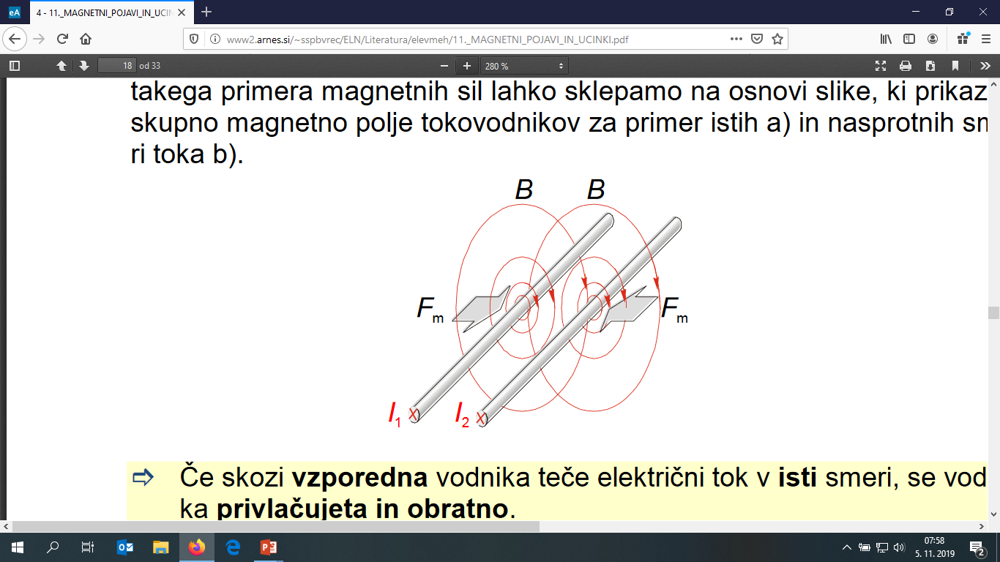 eA
4 - 11._MAGNETNI_POJAVI_IN_UCIN
www2.arnes.si/~sspbvrec/ELN/Literatura/elevmeh/11._MAGNETNI_POJAVI_IN_UCINKI.pdf
18 od 33
280 %
takega primera magnetnih sil lahko sklepamo na osnovi slike, ki prikaz
skupno magnetno polje tokovodnikov za primer istih a) in nasprotnih sm
ri toka b).
B B
Fm Fm
I1 I2
Če skozi vzporedna vodnika teče električni tok v isti smeri, se vod
ka privlačujeta in obratno.
07:58
5. 11. 2019
2